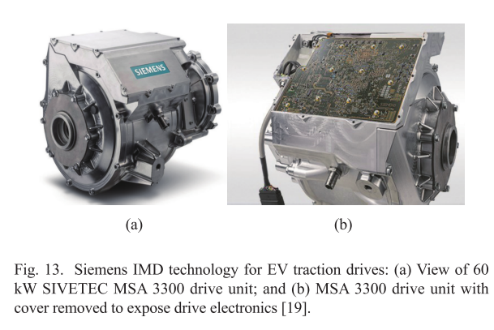 SIEMENS
(a)
(b)
Fig. 13.  Siemens IMD technology for EV traction drives: (a) View of 60
kW SIVETEC MSA 3300 drive unit; and (b) MSA 3300 drive unit with
cover removed to expose drive electronics [19].